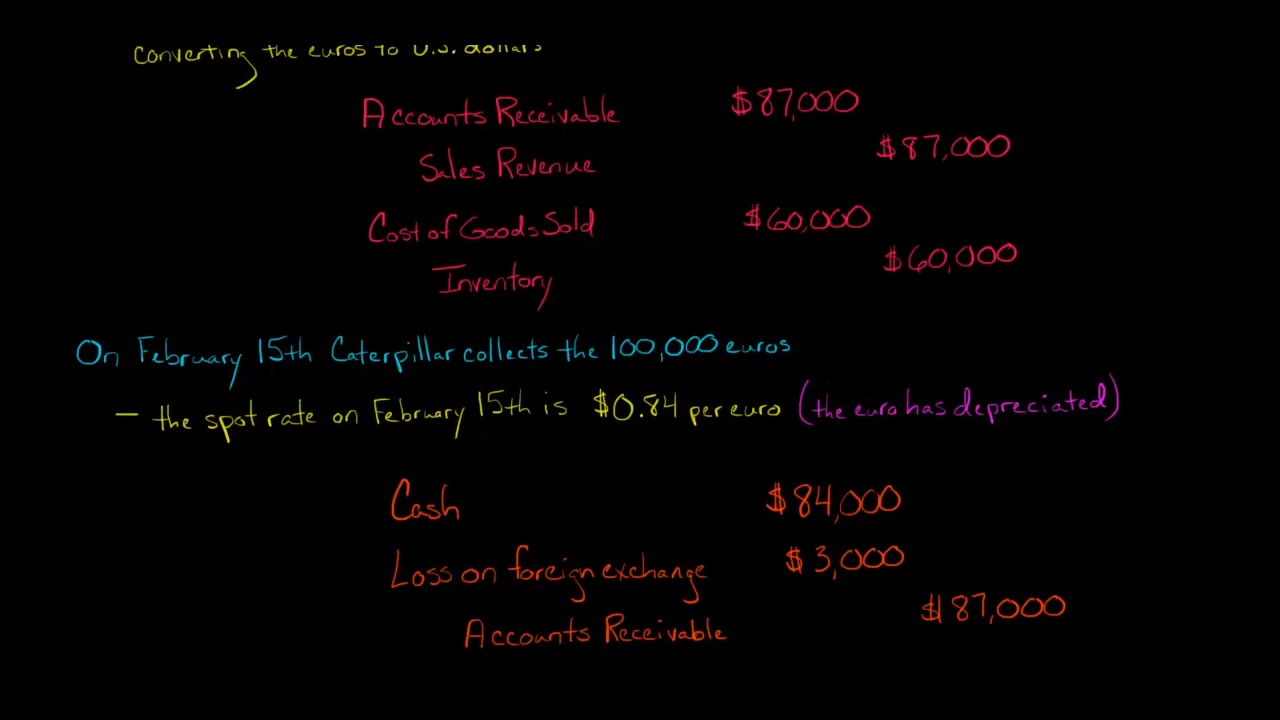 Converting the euros to U.S. dollars
Accounts Receivable $87,000
Sales Revenue $87,000
Cost of Goods Sold $60,000
Inventory $60,000
On February 15th Caterpillar collects the 100,000 euros
– the spot rate on February 15th is $0.84 per euro (the euro has depreciated)
Cash $84,000
Loss on foreign exchange $3,000
Accounts Receivable $87,000